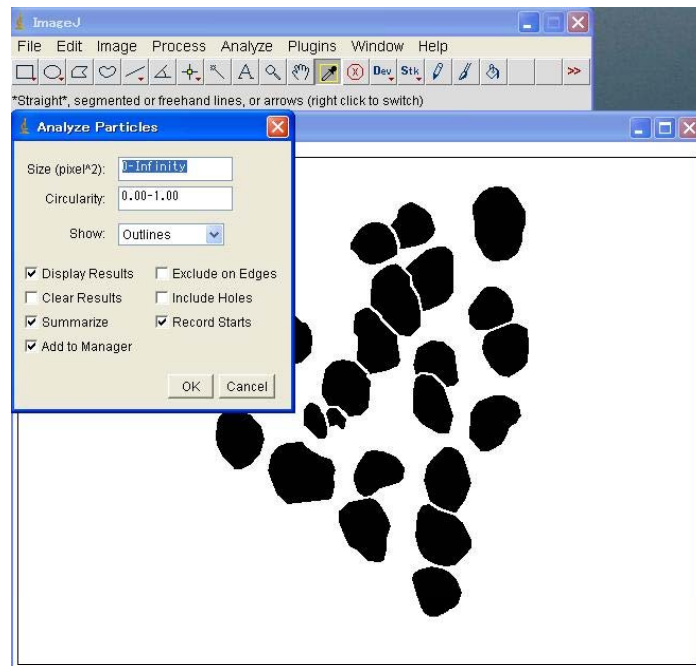 ImageJ
File Edit Image Process Analyze Plugins Window Help
A Dev Stk >>
*Straight*, segmented or freehand lines, or arrows (right click to switch)
Analyze Particles
Size (pixel^2): 0-Infinity
Circularity: 0.00-1.00
Show: Outlines
Display Results Exclude on Edges
Clear Results Include Holes
Summarize Record Starts
Add to Manager
OK Cancel